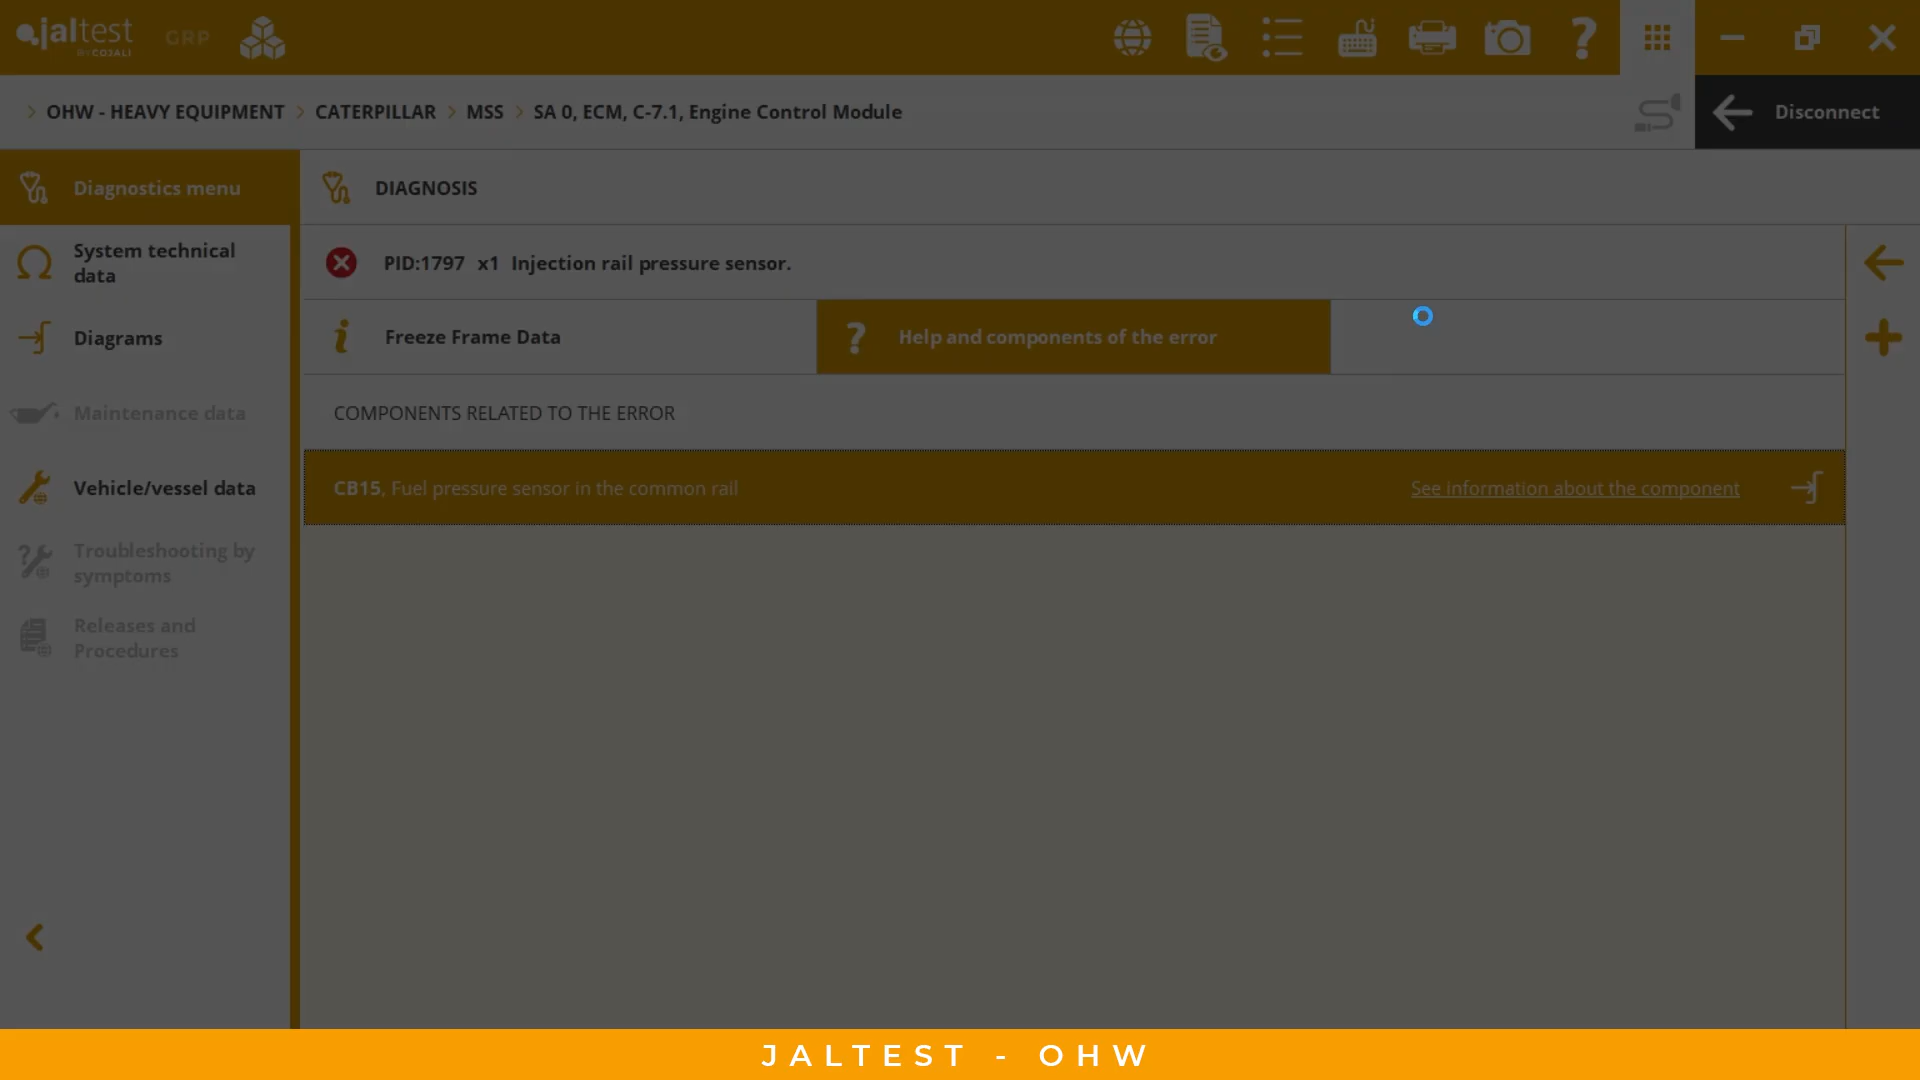 jaltest
BY COJALI
GRP
OHW - HEAVY EQUIPMENT
CATERPILLAR
MSS
SA 0, ECM, C-7.1, Engine Control Module
Disconnect
Diagnostics menu
System technical
data
Diagrams
Maintenance data
Vehicle/vessel data
Troubleshooting by
symptoms
Releases and
Procedures
DIAGNOSIS
PID:1797 x1 Injection rail pressure sensor.
Freeze Frame Data
Help and components of the error
COMPONENTS RELATED TO THE ERROR
CB15, Fuel pressure sensor in the common rail
See information about the component
JALTEST - OHW